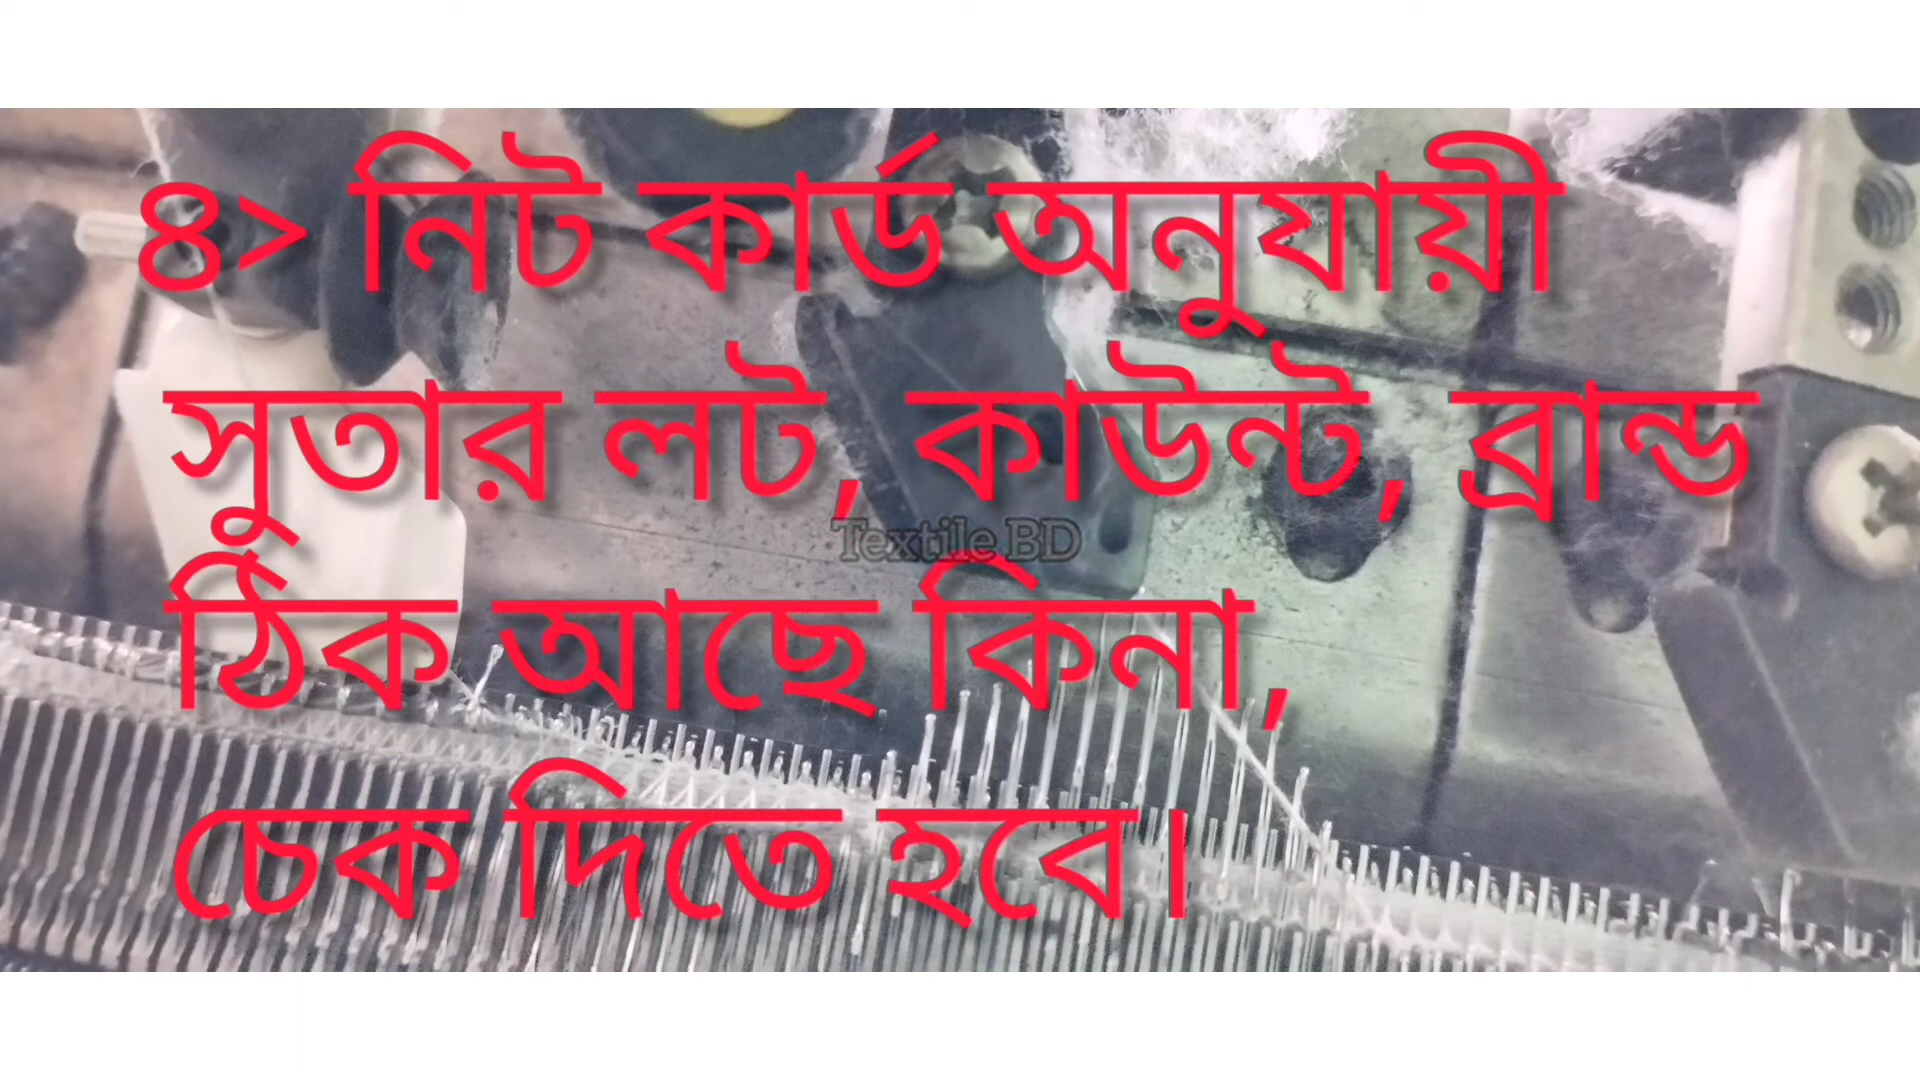 ৪> নিট কার্ড অনুযায়ী
সুতার লট, কাউন্ট, ব্রান্ড
ঠিক আছে কিনা,
চেক দিতে হবে।
Textile BD